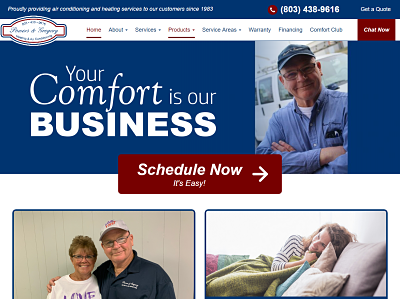 Proudly providing air conditioning and heating services to our customers since 1983
(803) 438-9616
Get a Quote
Home About Services Products Service Areas Warranty Financing Comfort Club
Chat Now
Your
Comfort is our
BUSINESS
Schedule Now
It's Easy!
LOVE